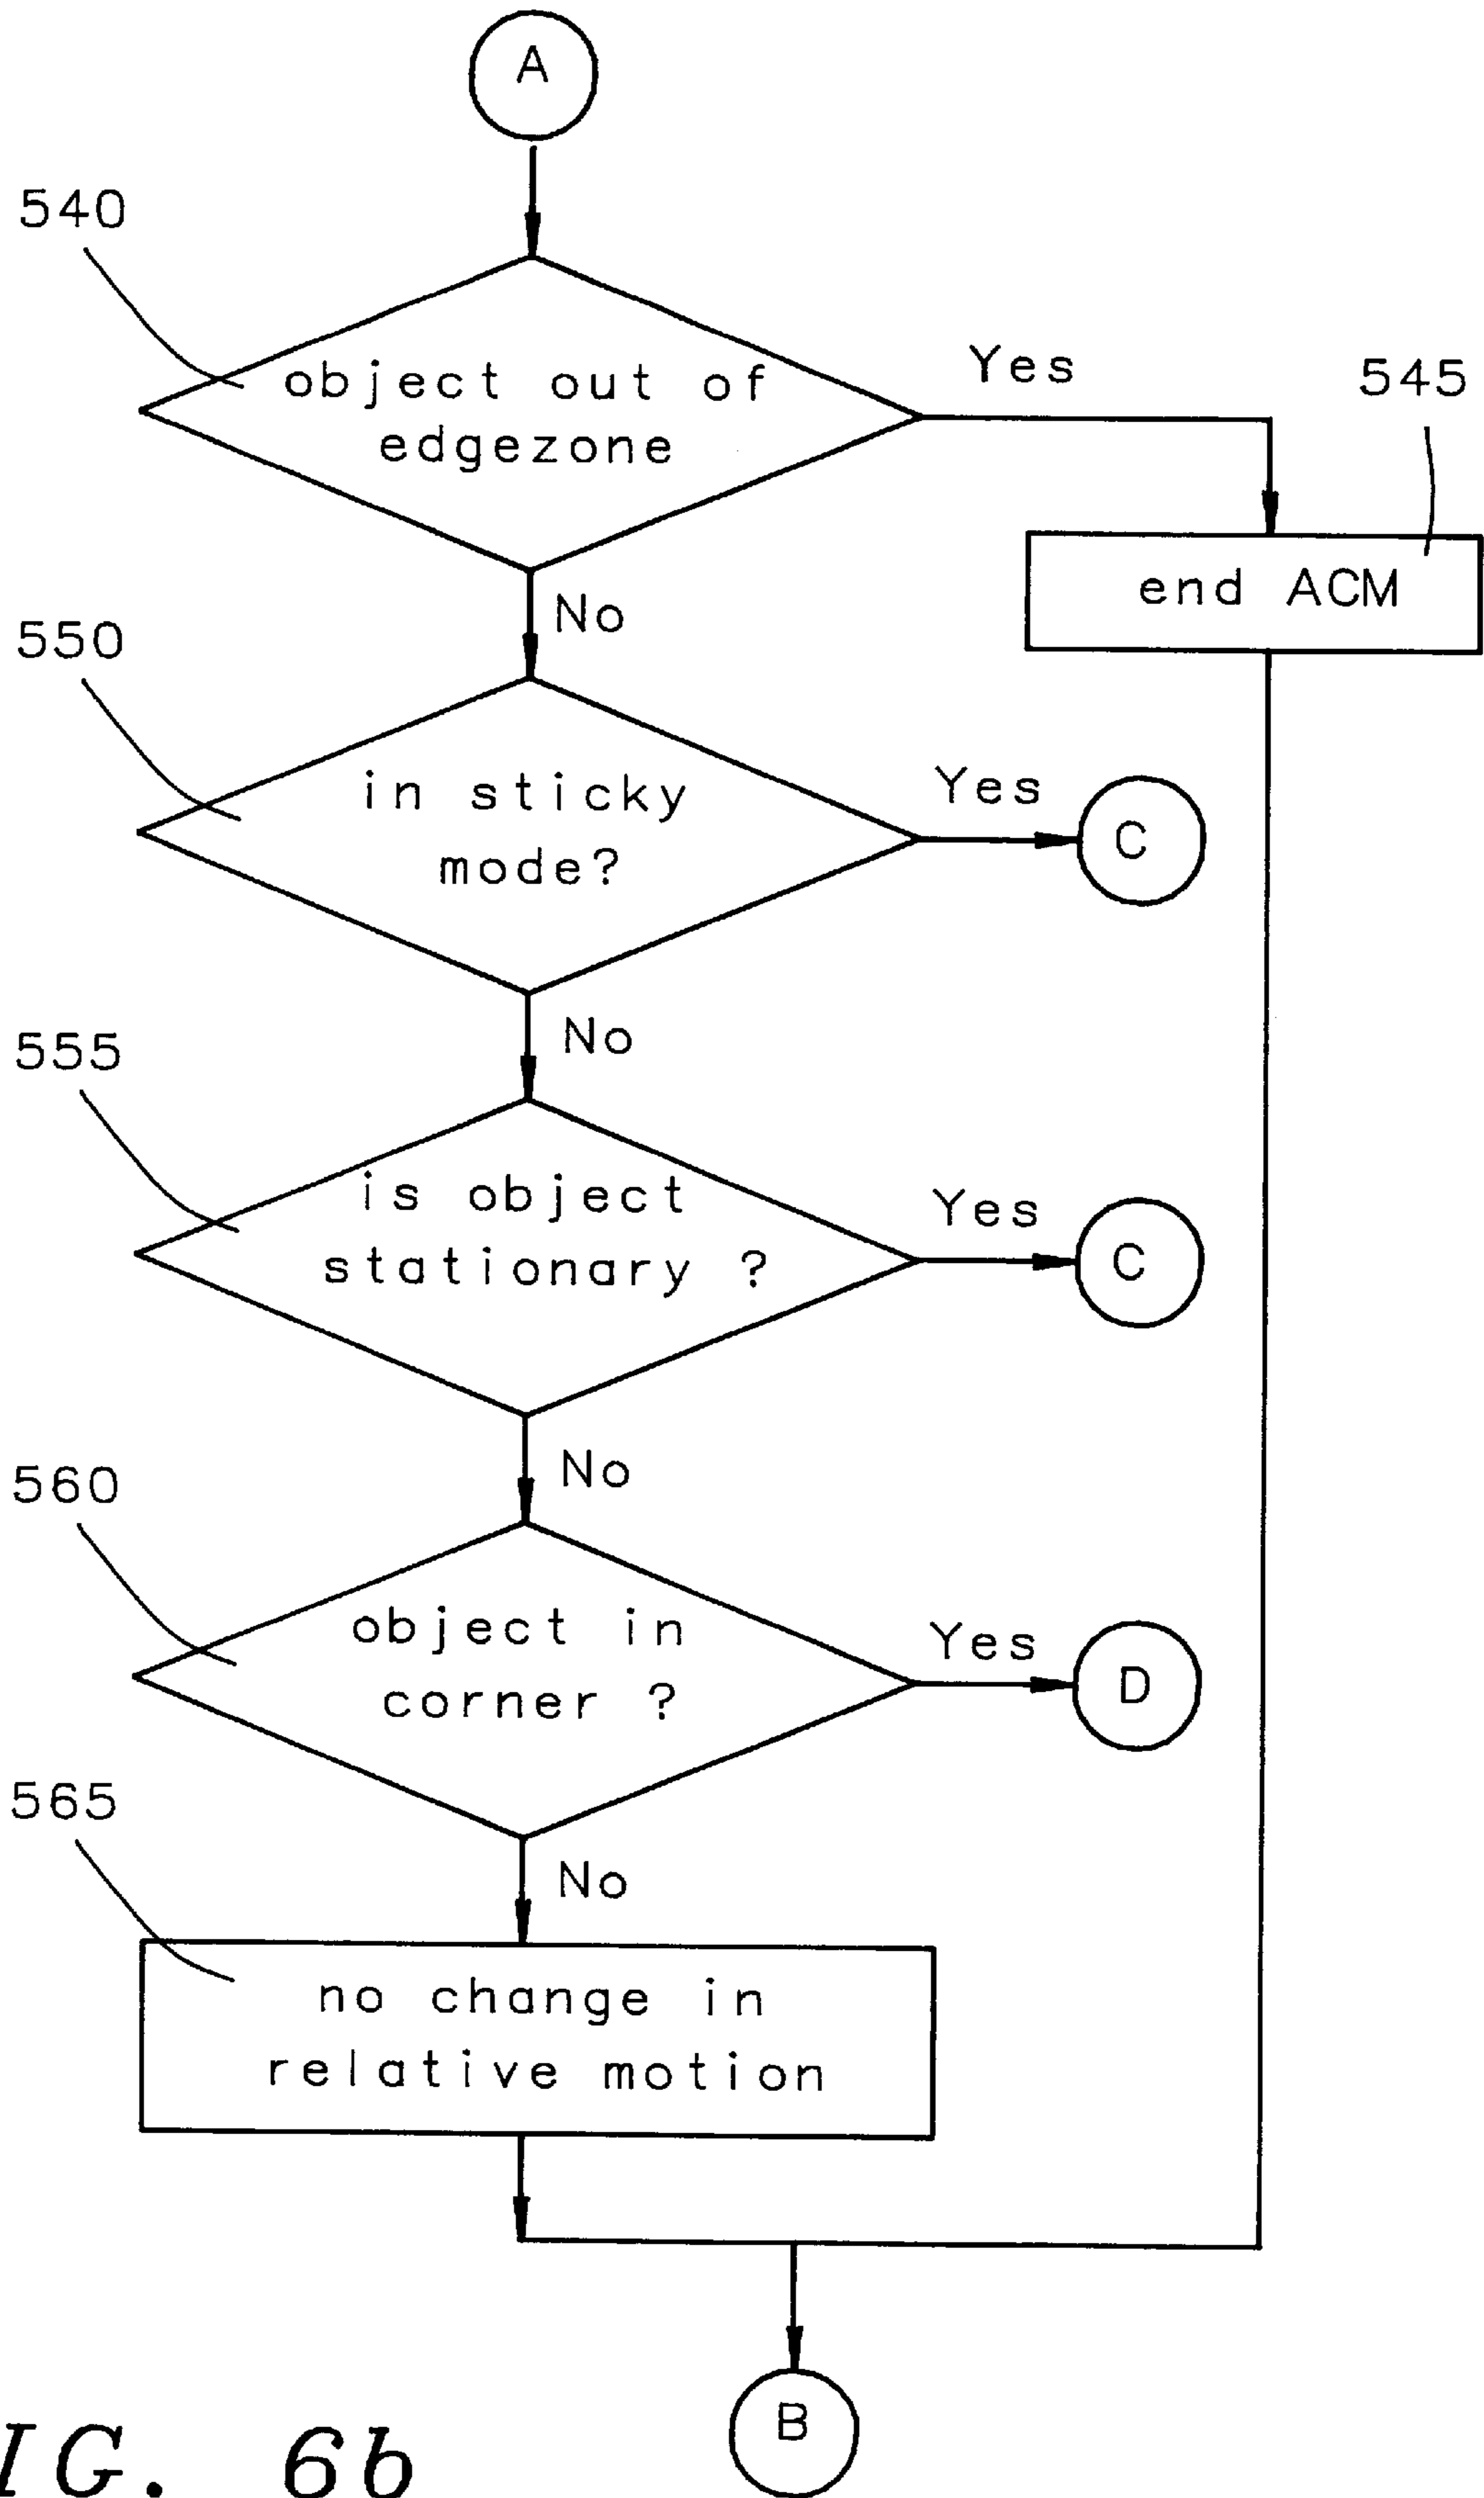 A
540
object out of
edgezone
Yes
545
end ACM
No
550
in sticky
mode?
Yes
C
No
555
is object
stationary ?
Yes
C
No
560
object in
corner ?
Yes
D
565
No
no change in
relative motion
B
IG. 6b